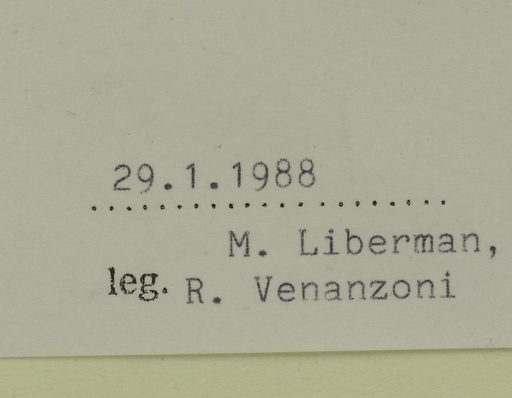 29.1.1988
M. Liberman,
leg. R. Venanzoni